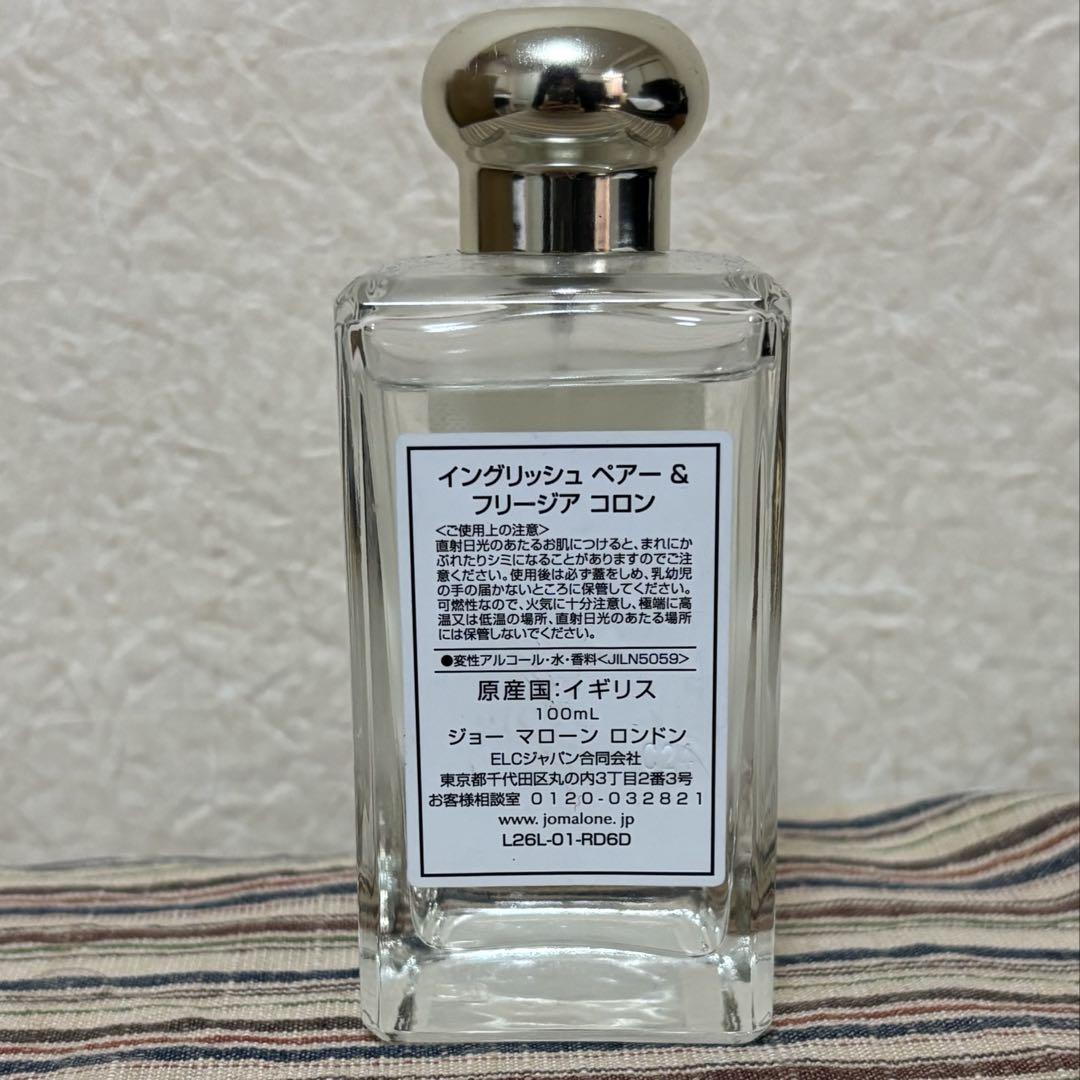 イングリッシュ ペアー &
フリージア コロン
<ご使用上の注意>
直射日光のあたるお肌につけると、まれにか
ぶれたりシミになることがありますのでご注
意ください。使用後は必ず蓋をしめ、乳幼児
の手の届かないところに保管してください。
可燃性なので、火気に十分注意し、極端に高
温又は低温の場所、直射日光のあたる場所
には保管しないでください。
●変性アルコール・水・香料<JILN5059>
原産国:イギリス
100mL
ジョー マローン ロンドン
ELCジャパン合同会社
東京都千代田区丸の内3丁目2番3号
お客様相談室 0120-032821
www. jomalone. jp
L26L-01-RD6D